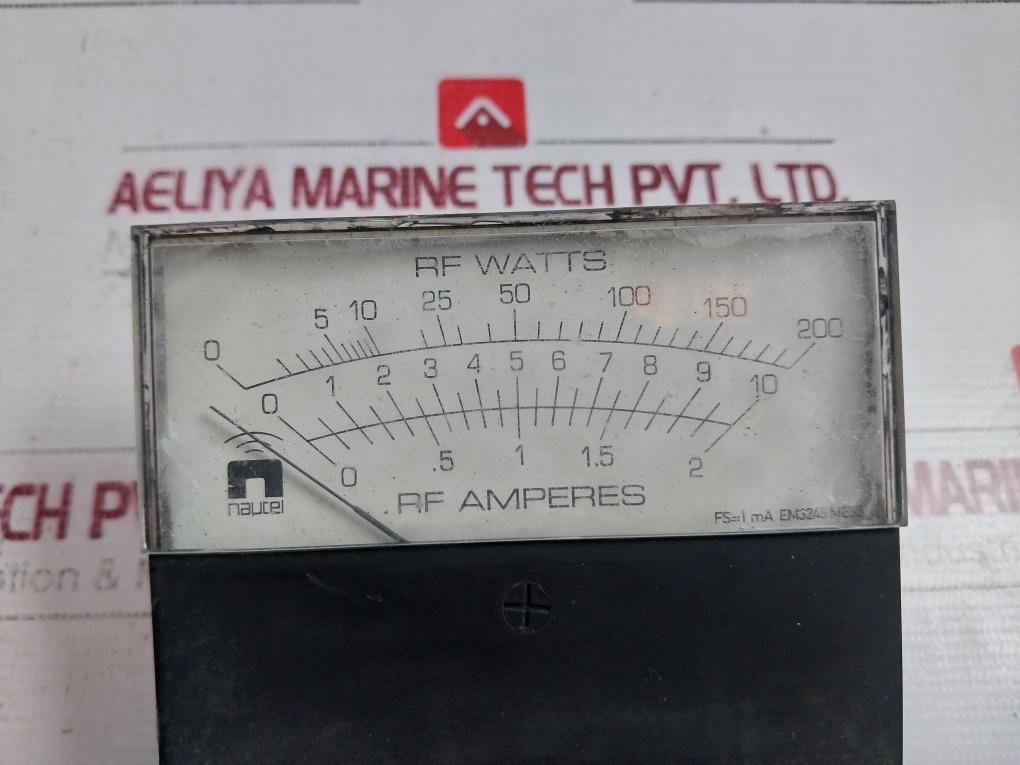 AELIYA MARINE TECH PVT. LTD.
RF WATTS
0 5 10 25 50 100 150 200
0 1 2 3 4 5 6 7 8 9 10
0 .5 1 1.5 2
RF AMPERES
nautel
FS=1 mA
CH P
MARIN